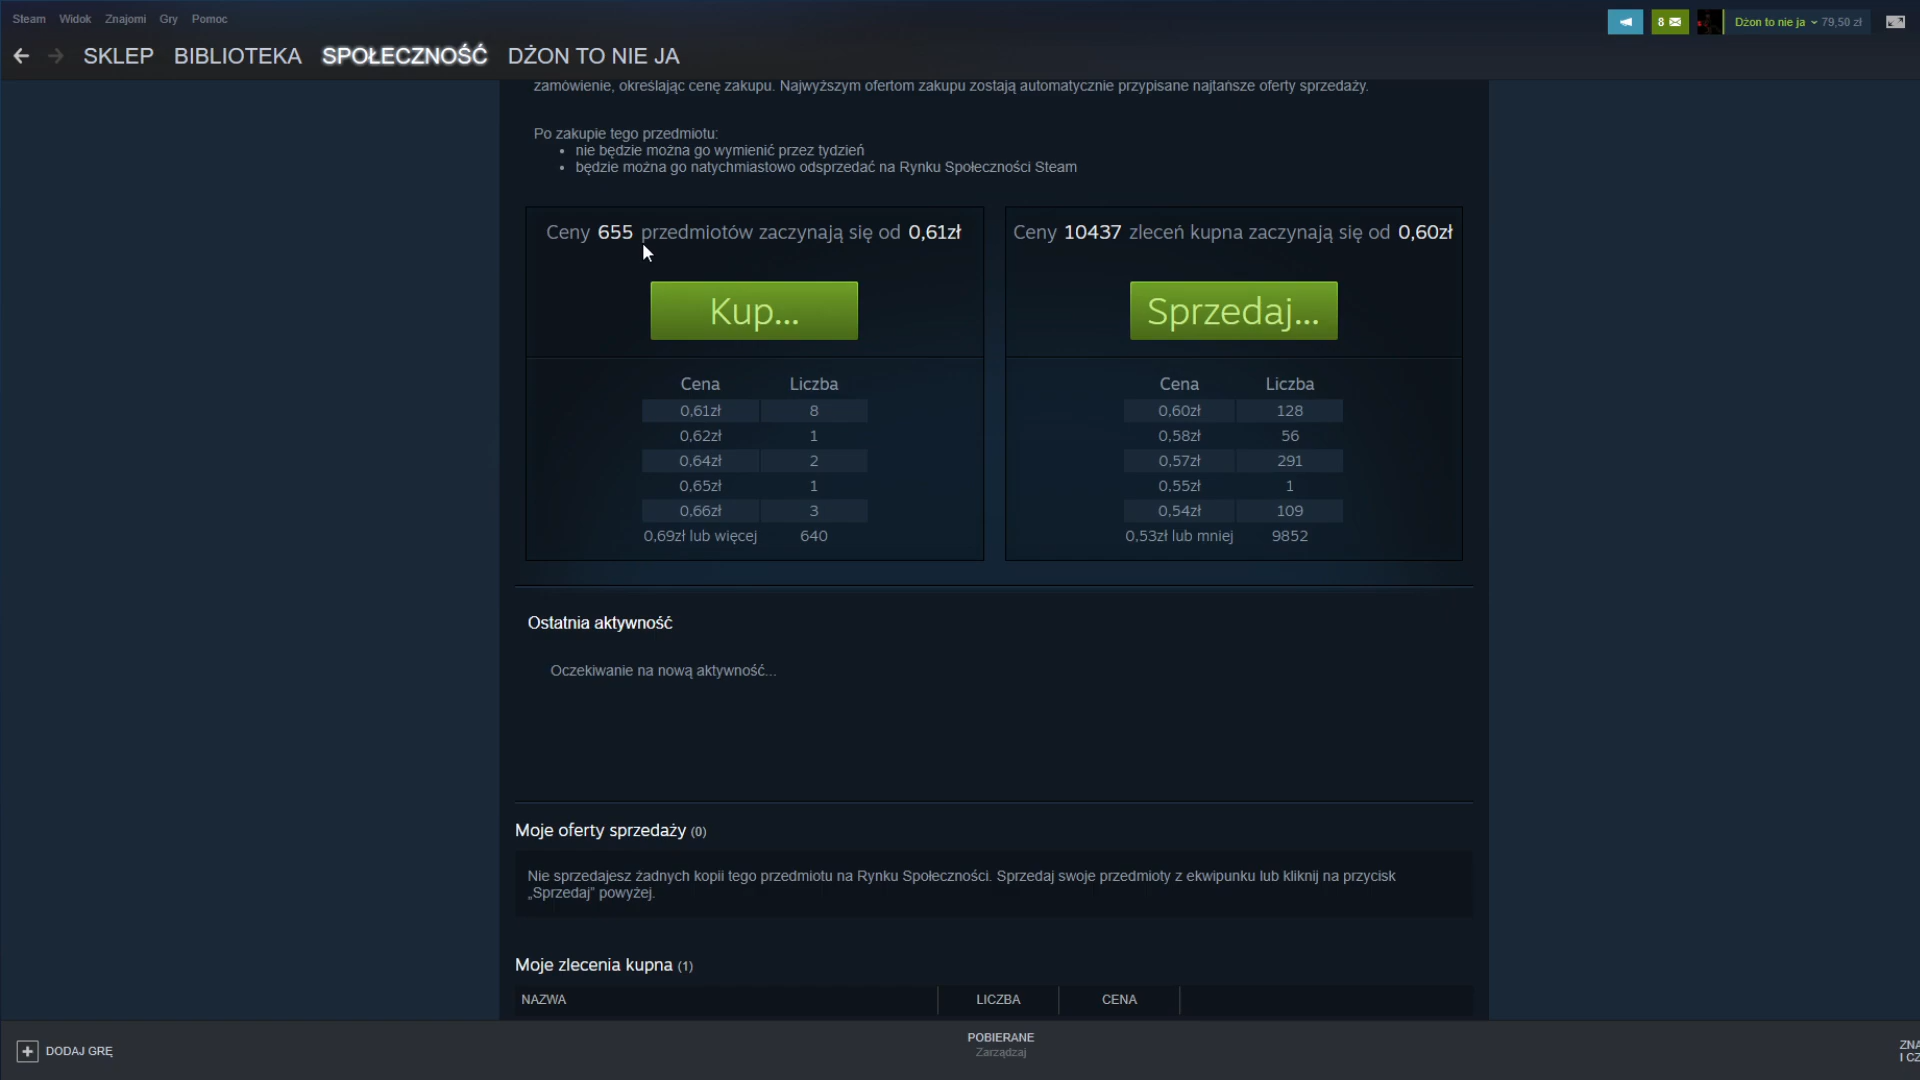 Steam Widok Znajomi Gry Pomoc
8 Dżon to nie ja 79,50 zł
SKLEP BIBLIOTEKA SPOŁECZNOŚĆ DŻON TO NIE JA
zamówienie, określając cenę zakupu. Najwyższym ofertom zakupu zostają automatycznie przypisane najtańsze oferty sprzedaży.
Po zakupie tego przedmiotu:
• nie będzie można go wymienić przez tydzień
• będzie można go natychmiastowo odsprzedać na Rynku Społeczności Steam
Ceny 655 przedmiotów zaczynają się od 0,61zł
Kup...
Cena Liczba
0,61zł 8
0,62zł 1
0,64zł 2
0,65zł 1
0,66zł 3
0,69zł lub więcej 640
Ceny 10437 zleceń kupna zaczynają się od 0,60zł
Sprzedaj...
Cena Liczba
0,60zł 128
0,58zł 56
0,57zł 291
0,55zł 1
0,54zł 109
0,53zł lub mniej 9852
Ostatnia aktywność
Oczekiwanie na nową aktywność...
Moje oferty sprzedaży (0)
Nie sprzedajesz żadnych kopii tego przedmiotu na Rynku Społeczności. Sprzedaj swoje przedmioty z ekwipunku lub kliknij na przycisk
„Sprzedaj” powyżej.
Moje zlecenia kupna (1)
NAZWA LICZBA CENA
DODAJ GRĘ
POBIERANE
Zarządzaj
ZNA
I CZ